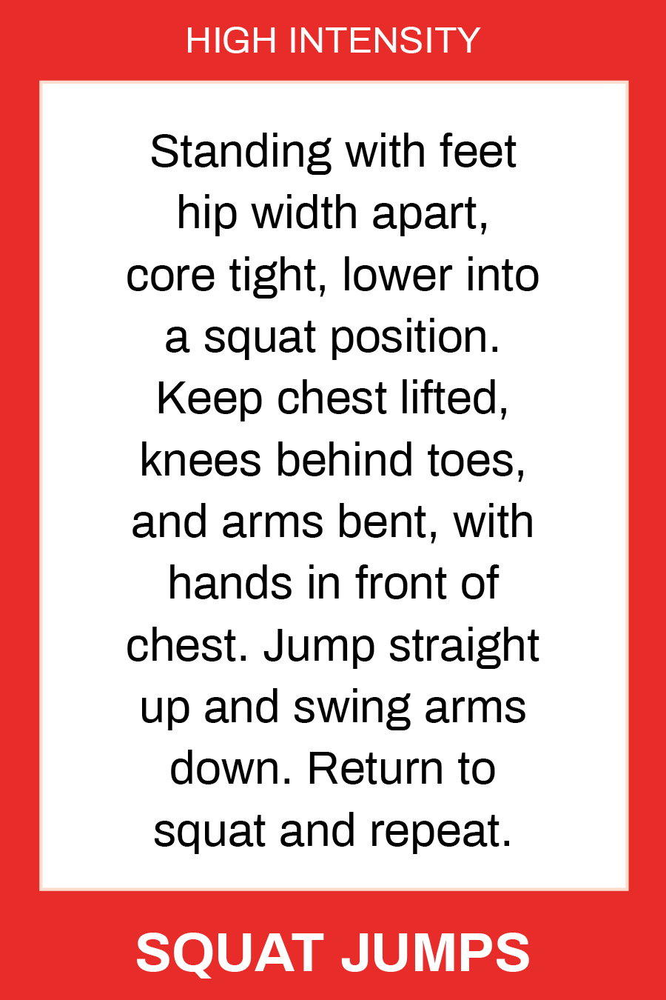 HIGH INTENSITY
Standing with feet
hip width apart,
core tight, lower into
a squat position.
Keep chest lifted,
knees behind toes,
and arms bent, with
hands in front of
chest. Jump straight
up and swing arms
down. Return to
squat and repeat.
SQUAT JUMPS